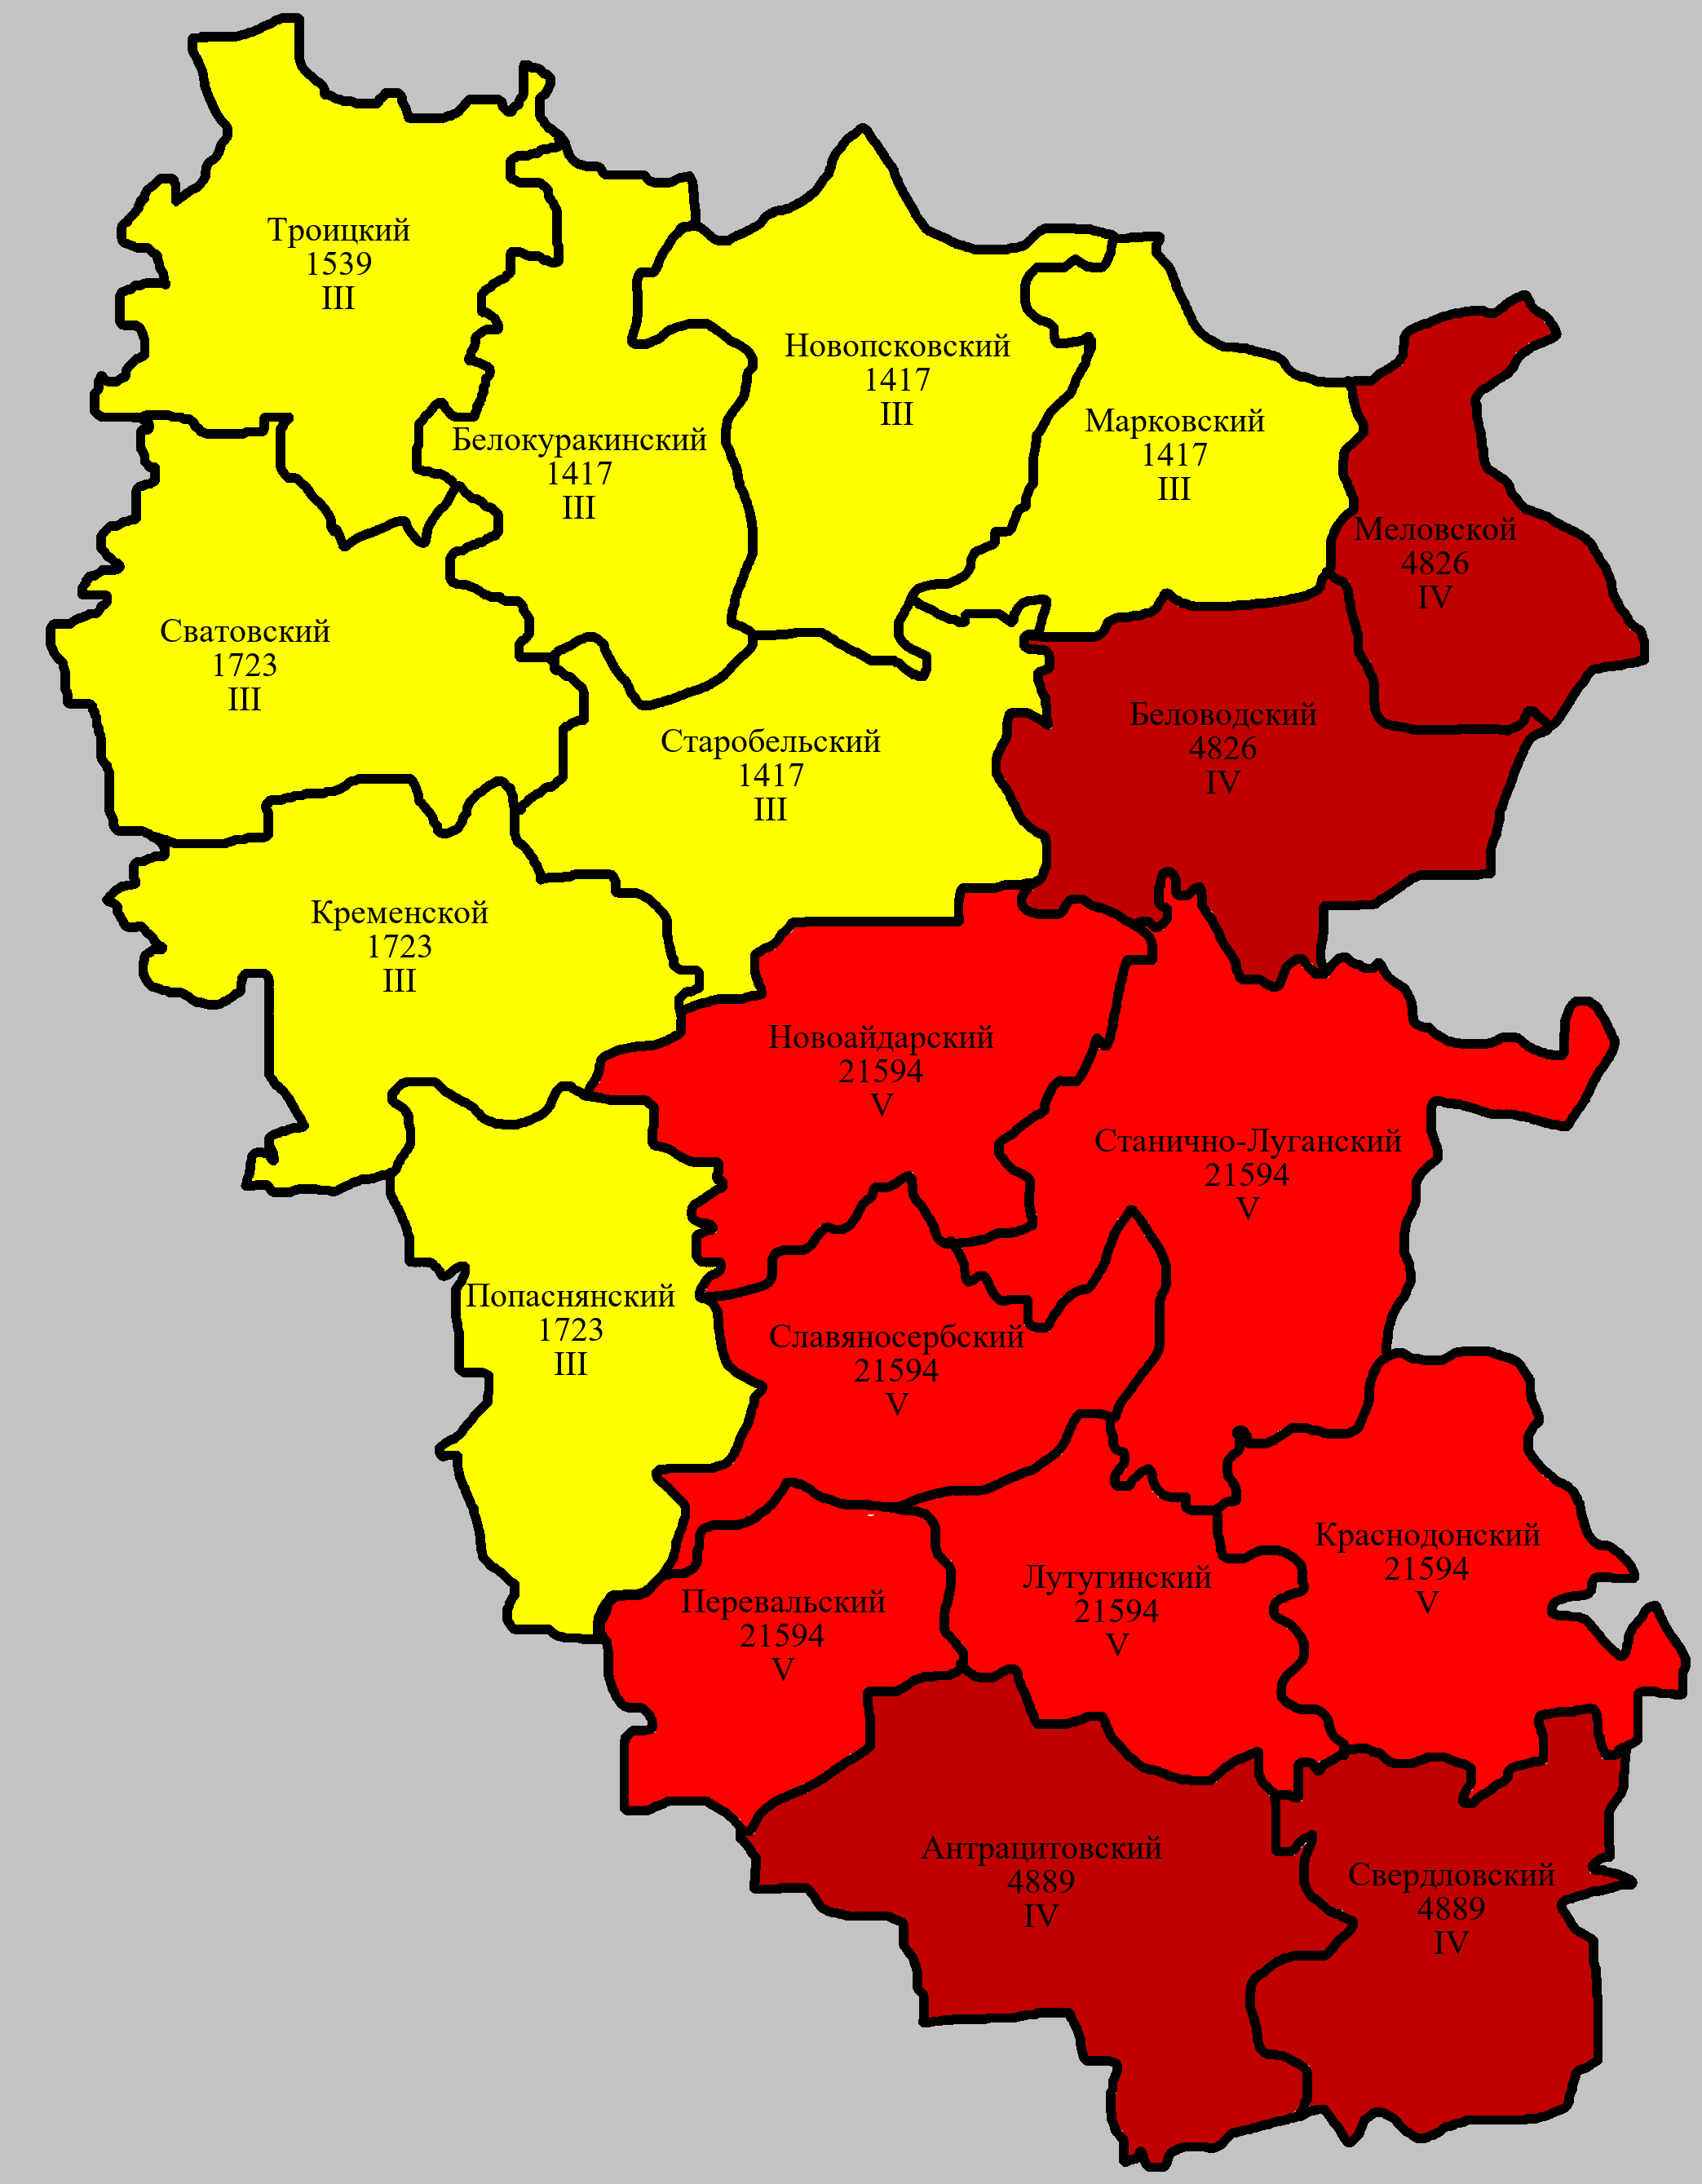 Троицкий
1539
III
Новопсковский
1417
III
Марковский
1417
III
Белокуракинский
1417
III
Меловской
4826
IV
Сватовский
1723
III
Беловодский
4826
IV
Старобельский
1417
III
Кременской
1723
III
Новоайдарский
21594
V
Станично-Луганский
21594
V
Попаснянский
1723
III
Славяносербский
21594
V
Краснодонский
21594
V
Лутугинский
21594
V
Перевальский
21594
V
Антрацитовский
4889
IV
Свердловский
4889
IV